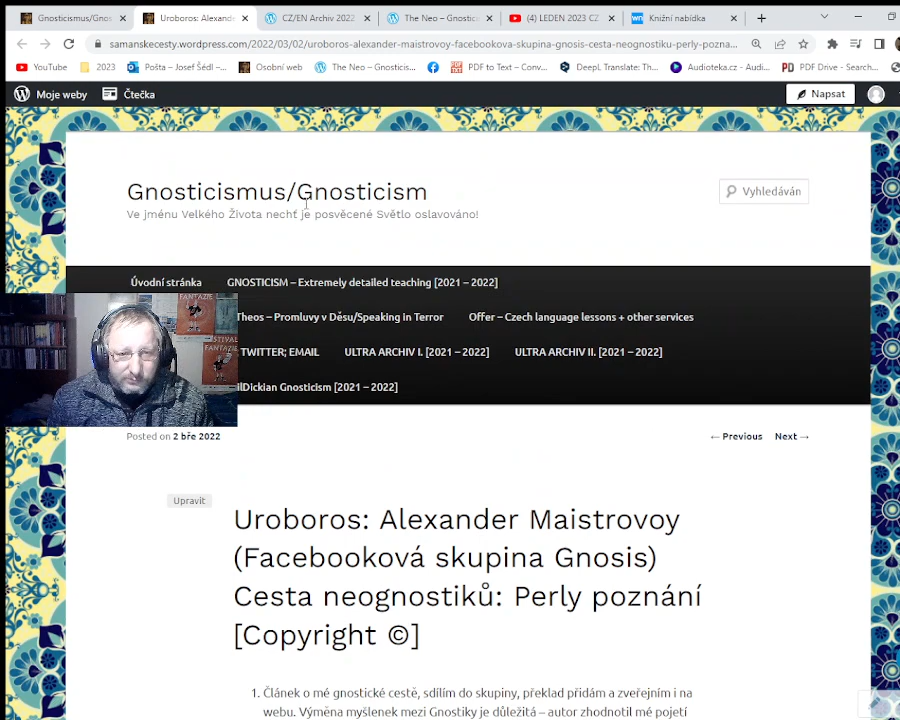 Gnosticismus/Gnos
Uroboros: Alexande
CZ/EN Archiv 2022
The Neo – Gnostic
(4) LEDEN 2023 CZ
Knižní nabídka
samanskecesty.wordpress.com/2022/03/02/uroboros-alexander-maistrovoy-facebookova-skupina-gnosis-cesta-neognostiku-perly-pozna...
YouTube
2023
Pošta – Josef Šédl –...
Osobní web
The Neo – Gnostic...
PDF to Text – Conv...
DeepL Translate: Th...
Audioteka.cz - Audi...
PDF Drive - Search...
Moje weby
Čtečka
Napsat
Gnosticismus/Gnosticism
Ve jménu Velkého Života nechť je posvěcené Světlo oslavováno!
Vyhledáván
Úvodní stránka
GNOSTICISM – Extremely detailed teaching [2021 – 2022]
Theos – Promluvy v Děsu/Speaking in Terror
Offer – Czech language lessons + other services
TWITTER; EMAIL
ULTRA ARCHIV I. [2021 – 2022]
ULTRA ARCHIV II. [2021 – 2022]
ilDickian Gnosticism [2021 – 2022]
FANTAZIE
Posted on 2 bře 2022
← Previous
Next →
Upravit
Uroboros: Alexander Maistrovoy
(Facebooková skupina Gnosis)
Cesta neognostiků: Perly poznání
[Copyright ©]
1. Článek o mé gnostické cestě, sdílím do skupiny, překlad přidám a zveřejním i na
webu. Výměna myšlenek mezi Gnostiky je důležitá – autor zhodnotil mé pojetí